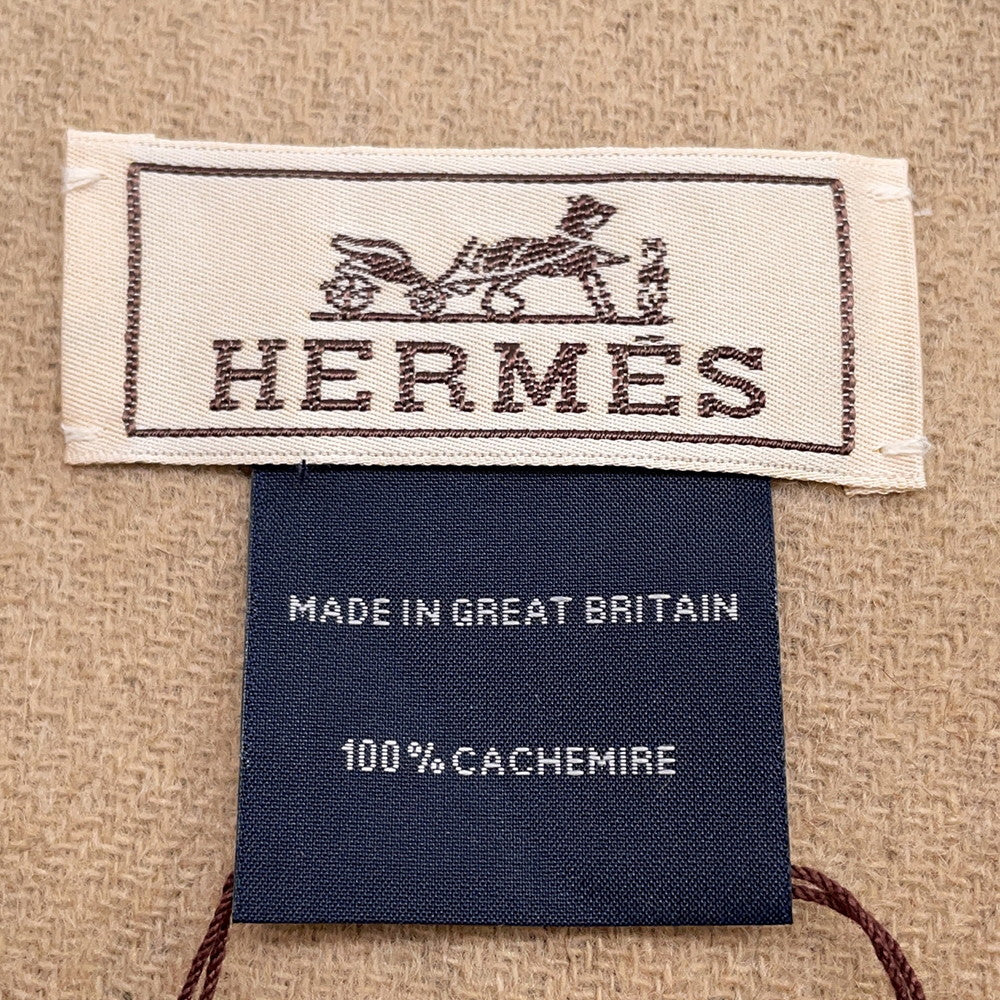 HERMÈS
MADE IN GREAT BRITAIN
100% CACHEMIRE